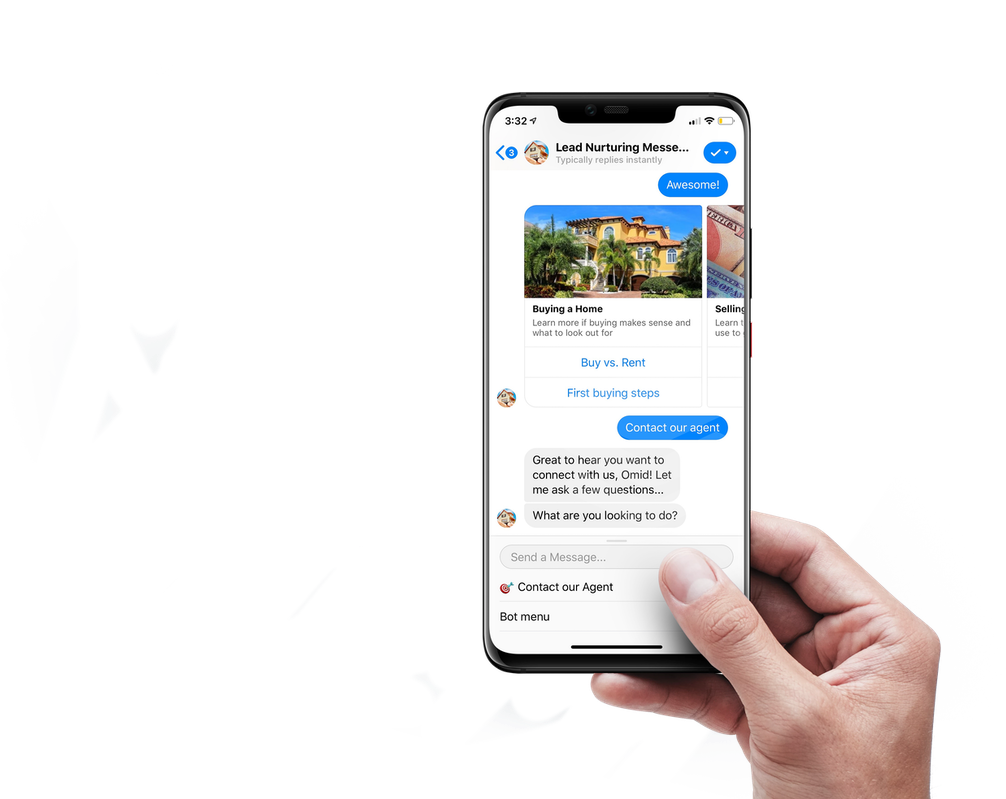 3:32
3
Lead Nurturing Messe...
Typically replies instantly
Awesome!
Buying a Home
Learn more if buying makes sense and
what to look out for
Buy vs. Rent
First buying steps
Selling
Learn t
use to
Contact our agent
Great to hear you want to
connect with us, Omid! Let
me ask a few questions...
What are you looking to do?
Send a Message...
Contact our Agent
Bot menu